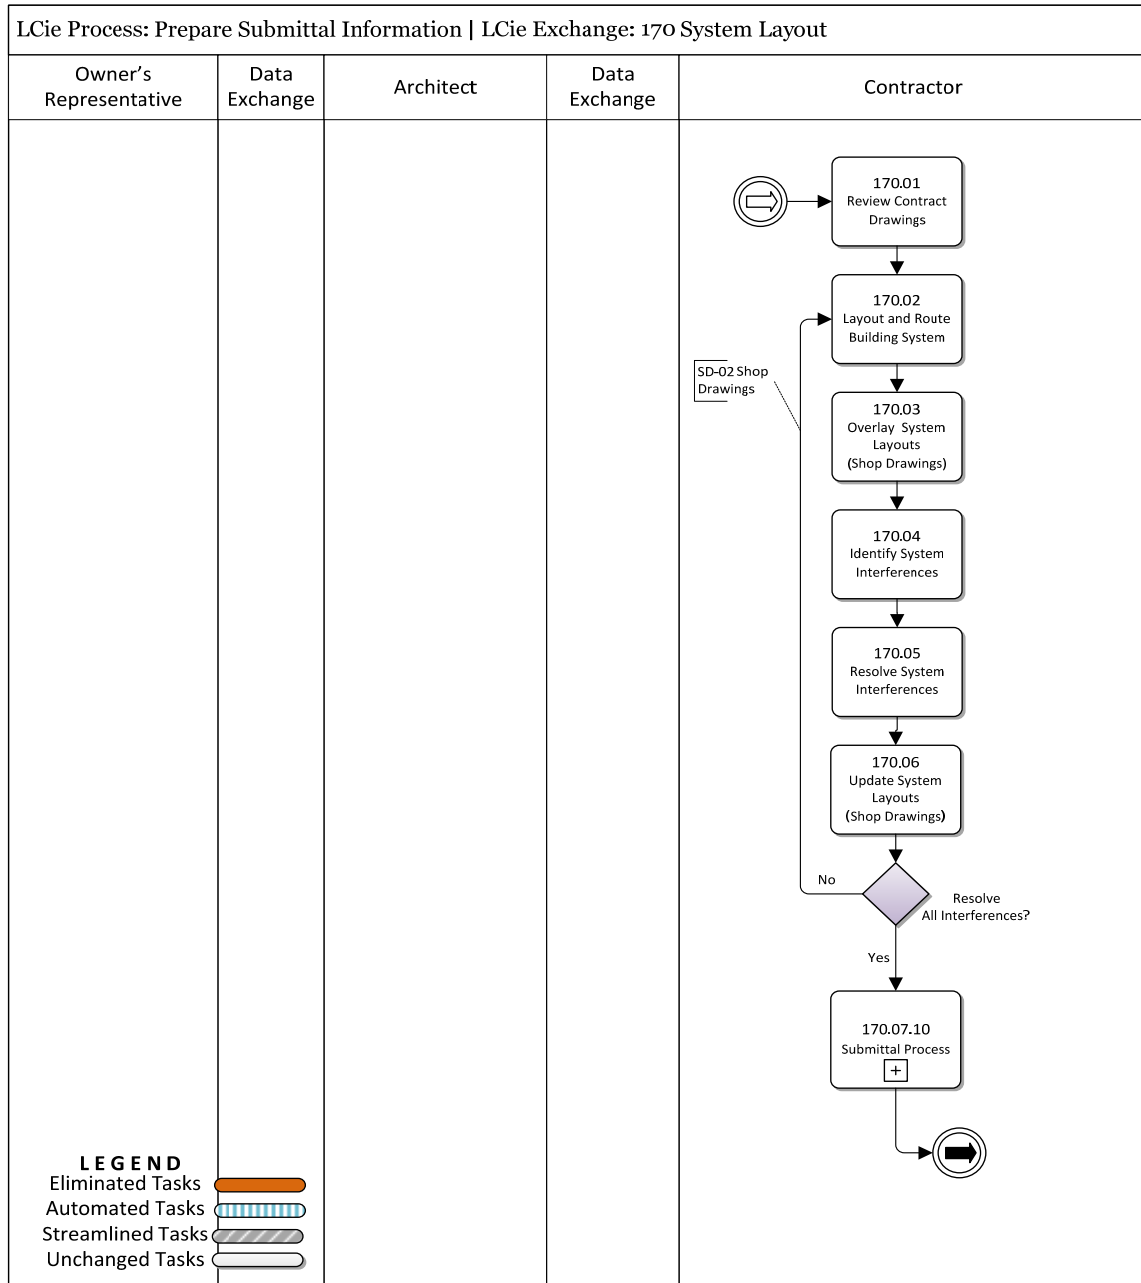 LCie Process: Prepare Submittal Information | LCie Exchange: 170 System Layout
Owner's
Representative
Data
Exchange
Architect
Data
Exchange
Contractor
170.01
Review Contract
Drawings
170.02
Layout and Route
Building System
SD-02 Shop
Drawings
170.03
Overlay System
Layouts
(Shop Drawings)
170.04
Identify System
Interferences
170.05
Resolve System
Interferences
170.06
Update System
Layouts
(Shop Drawings)
No
Resolve
All Interferences?
Yes
170.07.10
Submittal Process
+
LEGEND
Eliminated Tasks
Automated Tasks
Streamlined Tasks
Unchanged Tasks